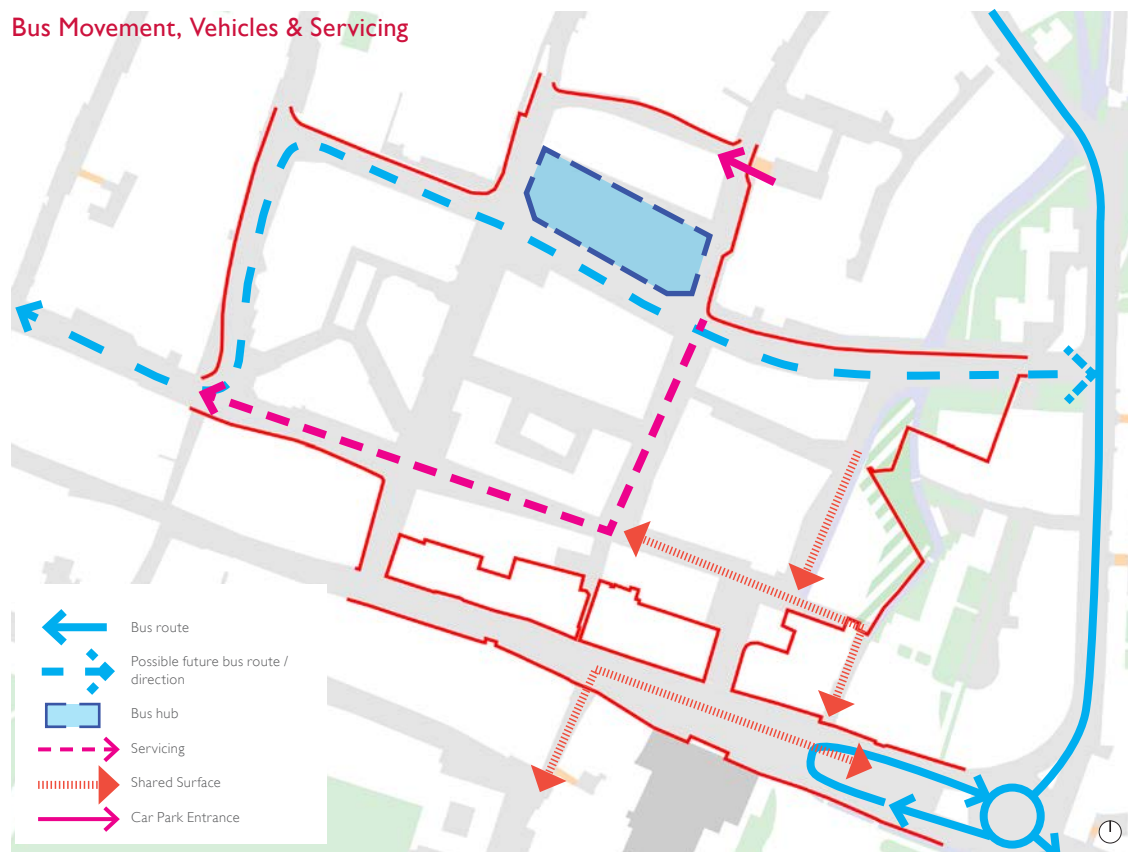 Bus Movement, Vehicles & Servicing
Bus route
Possible future bus route /
direction
Bus hub
Servicing
Shared Surface
Car Park Entrance